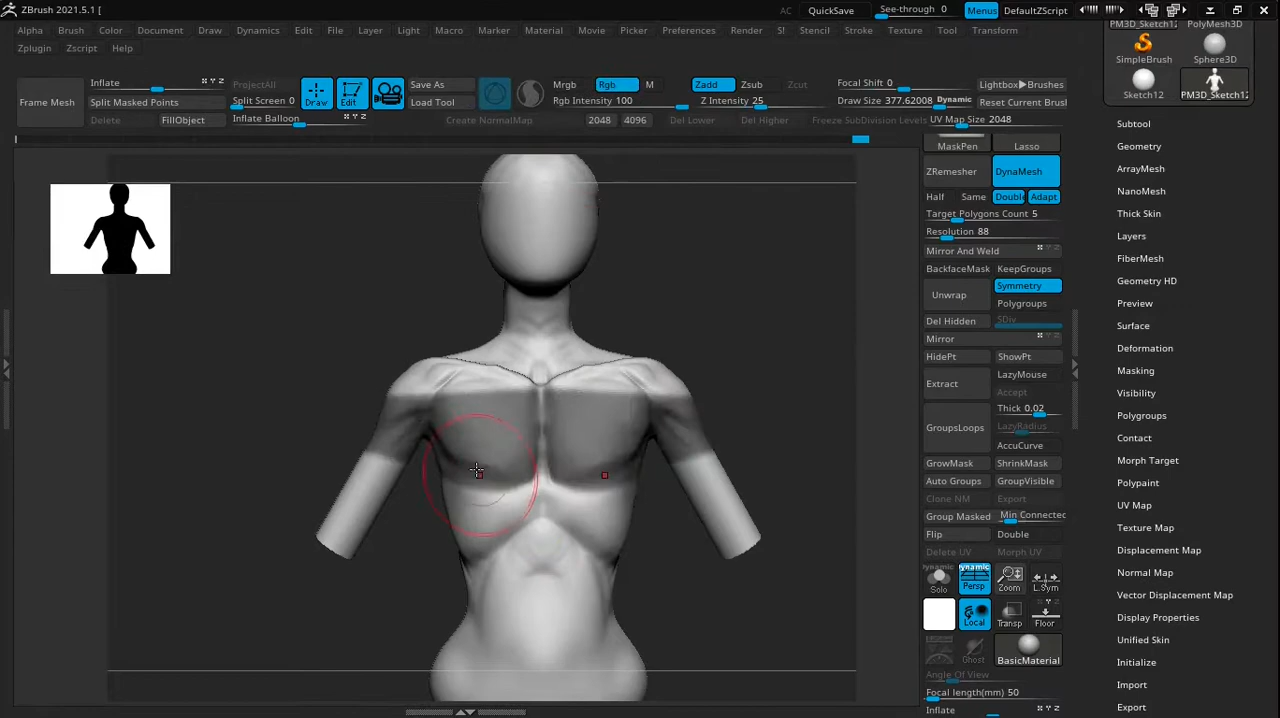 ZBrush 2021.5.1 [
AC
QuickSave
See-through 0
Menus
DefaultZScript
Alpha Brush Color Document Draw Dynamics Edit File Layer Light Macro Marker Material Movie Picker Preferences Render S! Stencil Stroke Texture Tool Transform
Zplugin Zscript Help
Frame Mesh
Inflate
x Y Z
Split Masked Points
Delete
FillObject
ProjectAll
Split Screen 0
Inflate Balloon
x Y Z
Draw
Edit
Save As
Load Tool
Create NormalMap
Mrgb
Rgb
M
Rgb Intensity 100
2048
4096
Zadd
Zsub
Zcut
Z Intensity 25
Del Lower
Del Higher
Focal Shift 0
Draw Size 377.62008
Dynamic
Freeze SubDivision Levels
Lightbox▶Brushes
Reset Current Brush
UV Map Size 2048
PM3D_Sketch12
PolyMesh3D
SimpleBrush
Sphere3D
Sketch12
PM3D_Sketch12
MaskPen
Lasso
ZRemesher
DynaMesh
Half
Same
Double
Adapt
Target Polygons Count 5
Resolution 88
Mirror And Weld
BackfaceMask
KeepGroups
Unwrap
Symmetry
Polygroups
Del Hidden
SDiv
Mirror
HidePt
ShowPt
Extract
LazyMouse
Accept
Thick 0.02
GroupsLoops
LazyRadius
AccuCurve
GrowMask
ShrinkMask
Auto Groups
GroupVisible
Clone NM
Export
Group Masked
Min Connected
Flip
Double
Delete UV
Morph UV
Dynamic
Solo
Dynamic
Persp
Zoom
L.Sym
Local
Transp
Floor
Ghost
BasicMaterial
Angle Of View
Focal length(mm) 50
Inflate
x Y Z
Subtool
Geometry
ArrayMesh
NanoMesh
Thick Skin
Layers
FiberMesh
Geometry HD
Preview
Surface
Deformation
Masking
Visibility
Polygroups
Contact
Morph Target
Polypaint
UV Map
Texture Map
Displacement Map
Normal Map
Vector Displacement Map
Display Properties
Unified Skin
Initialize
Import
Export